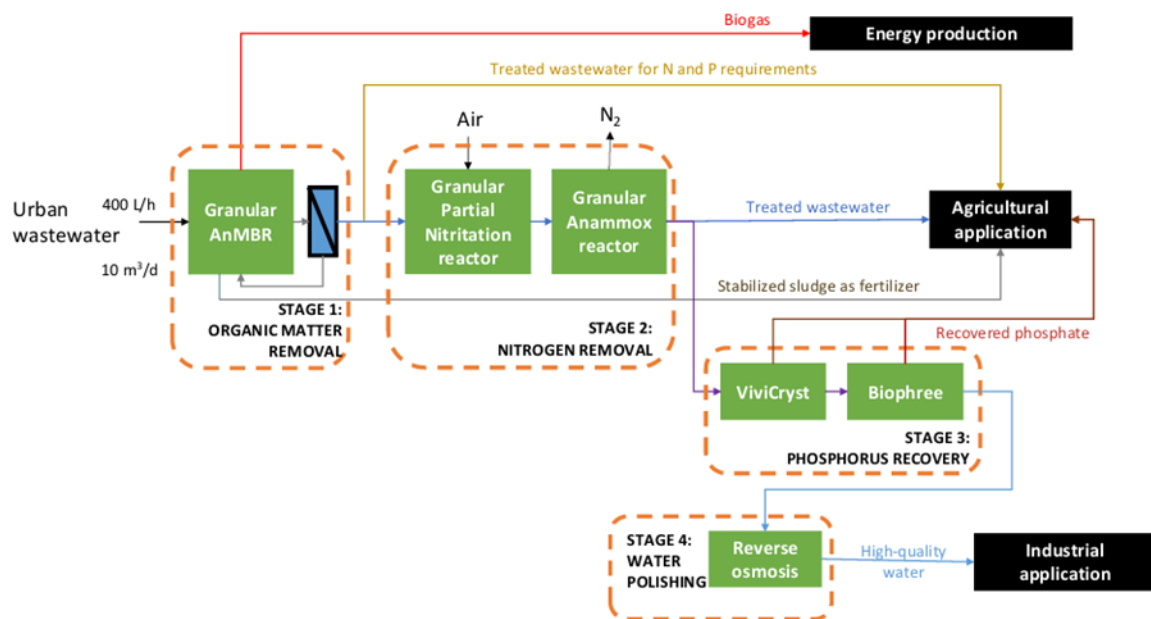 Biogas
Energy production
Treated wastewater for N and P requirements
Air
N₂
400 L/h
Urban
wastewater
10 m³/d
Granular
AnMBR
Granular
Partial
Nitritation
reactor
Granular
Anammox
reactor
Treated wastewater
Agricultural
application
Stabilized sludge as fertilizer
STAGE 1:
ORGANIC MATTER
REMOVAL
STAGE 2:
NITROGEN REMOVAL
Recovered phosphate
ViviCryst
Biophree
STAGE 3:
PHOSPHORUS RECOVERY
STAGE 4:
WATER
POLISHING
Reverse
osmosis
High-quality
water
Industrial
application